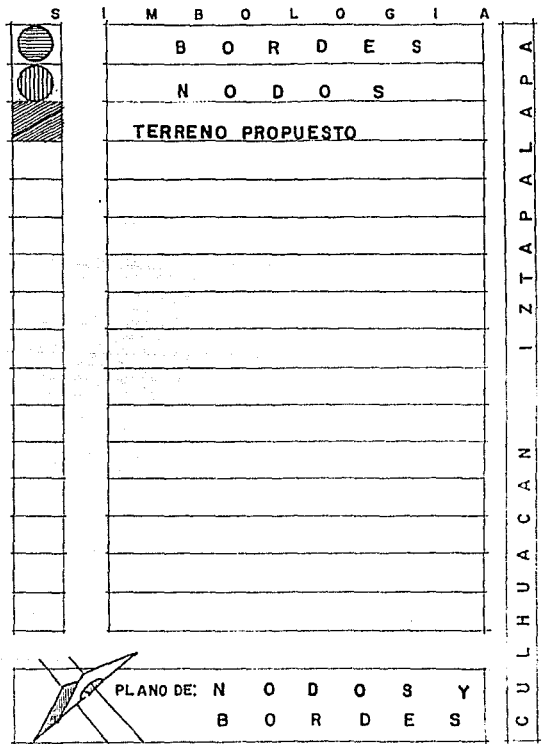 SIMBOLOGIA
BORDES
NODOS
TERRENO PROPUESTO
PLANO DE: NODOS Y
BORDES
CULHUACAN IZTAPALAPA